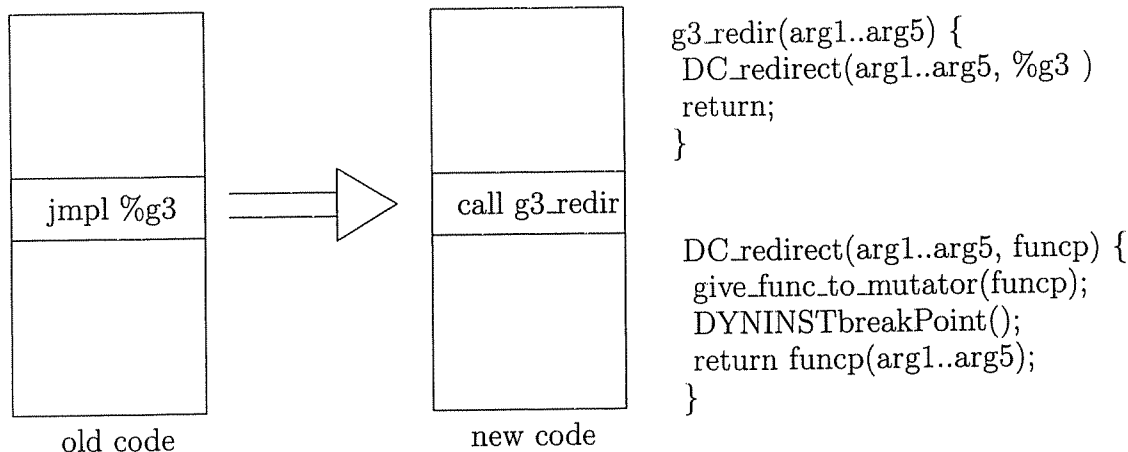 jmpl %g3
old code
call g3_redir
new code
g3_redir(arg1..arg5) {
DC_redirect(arg1..arg5, %g3 )
return;
}
DC_redirect(arg1..arg5, funcp) {
give_func_to_mutator(funcp);
DYNINSTbreakPoint();
return funcp(arg1..arg5);
}